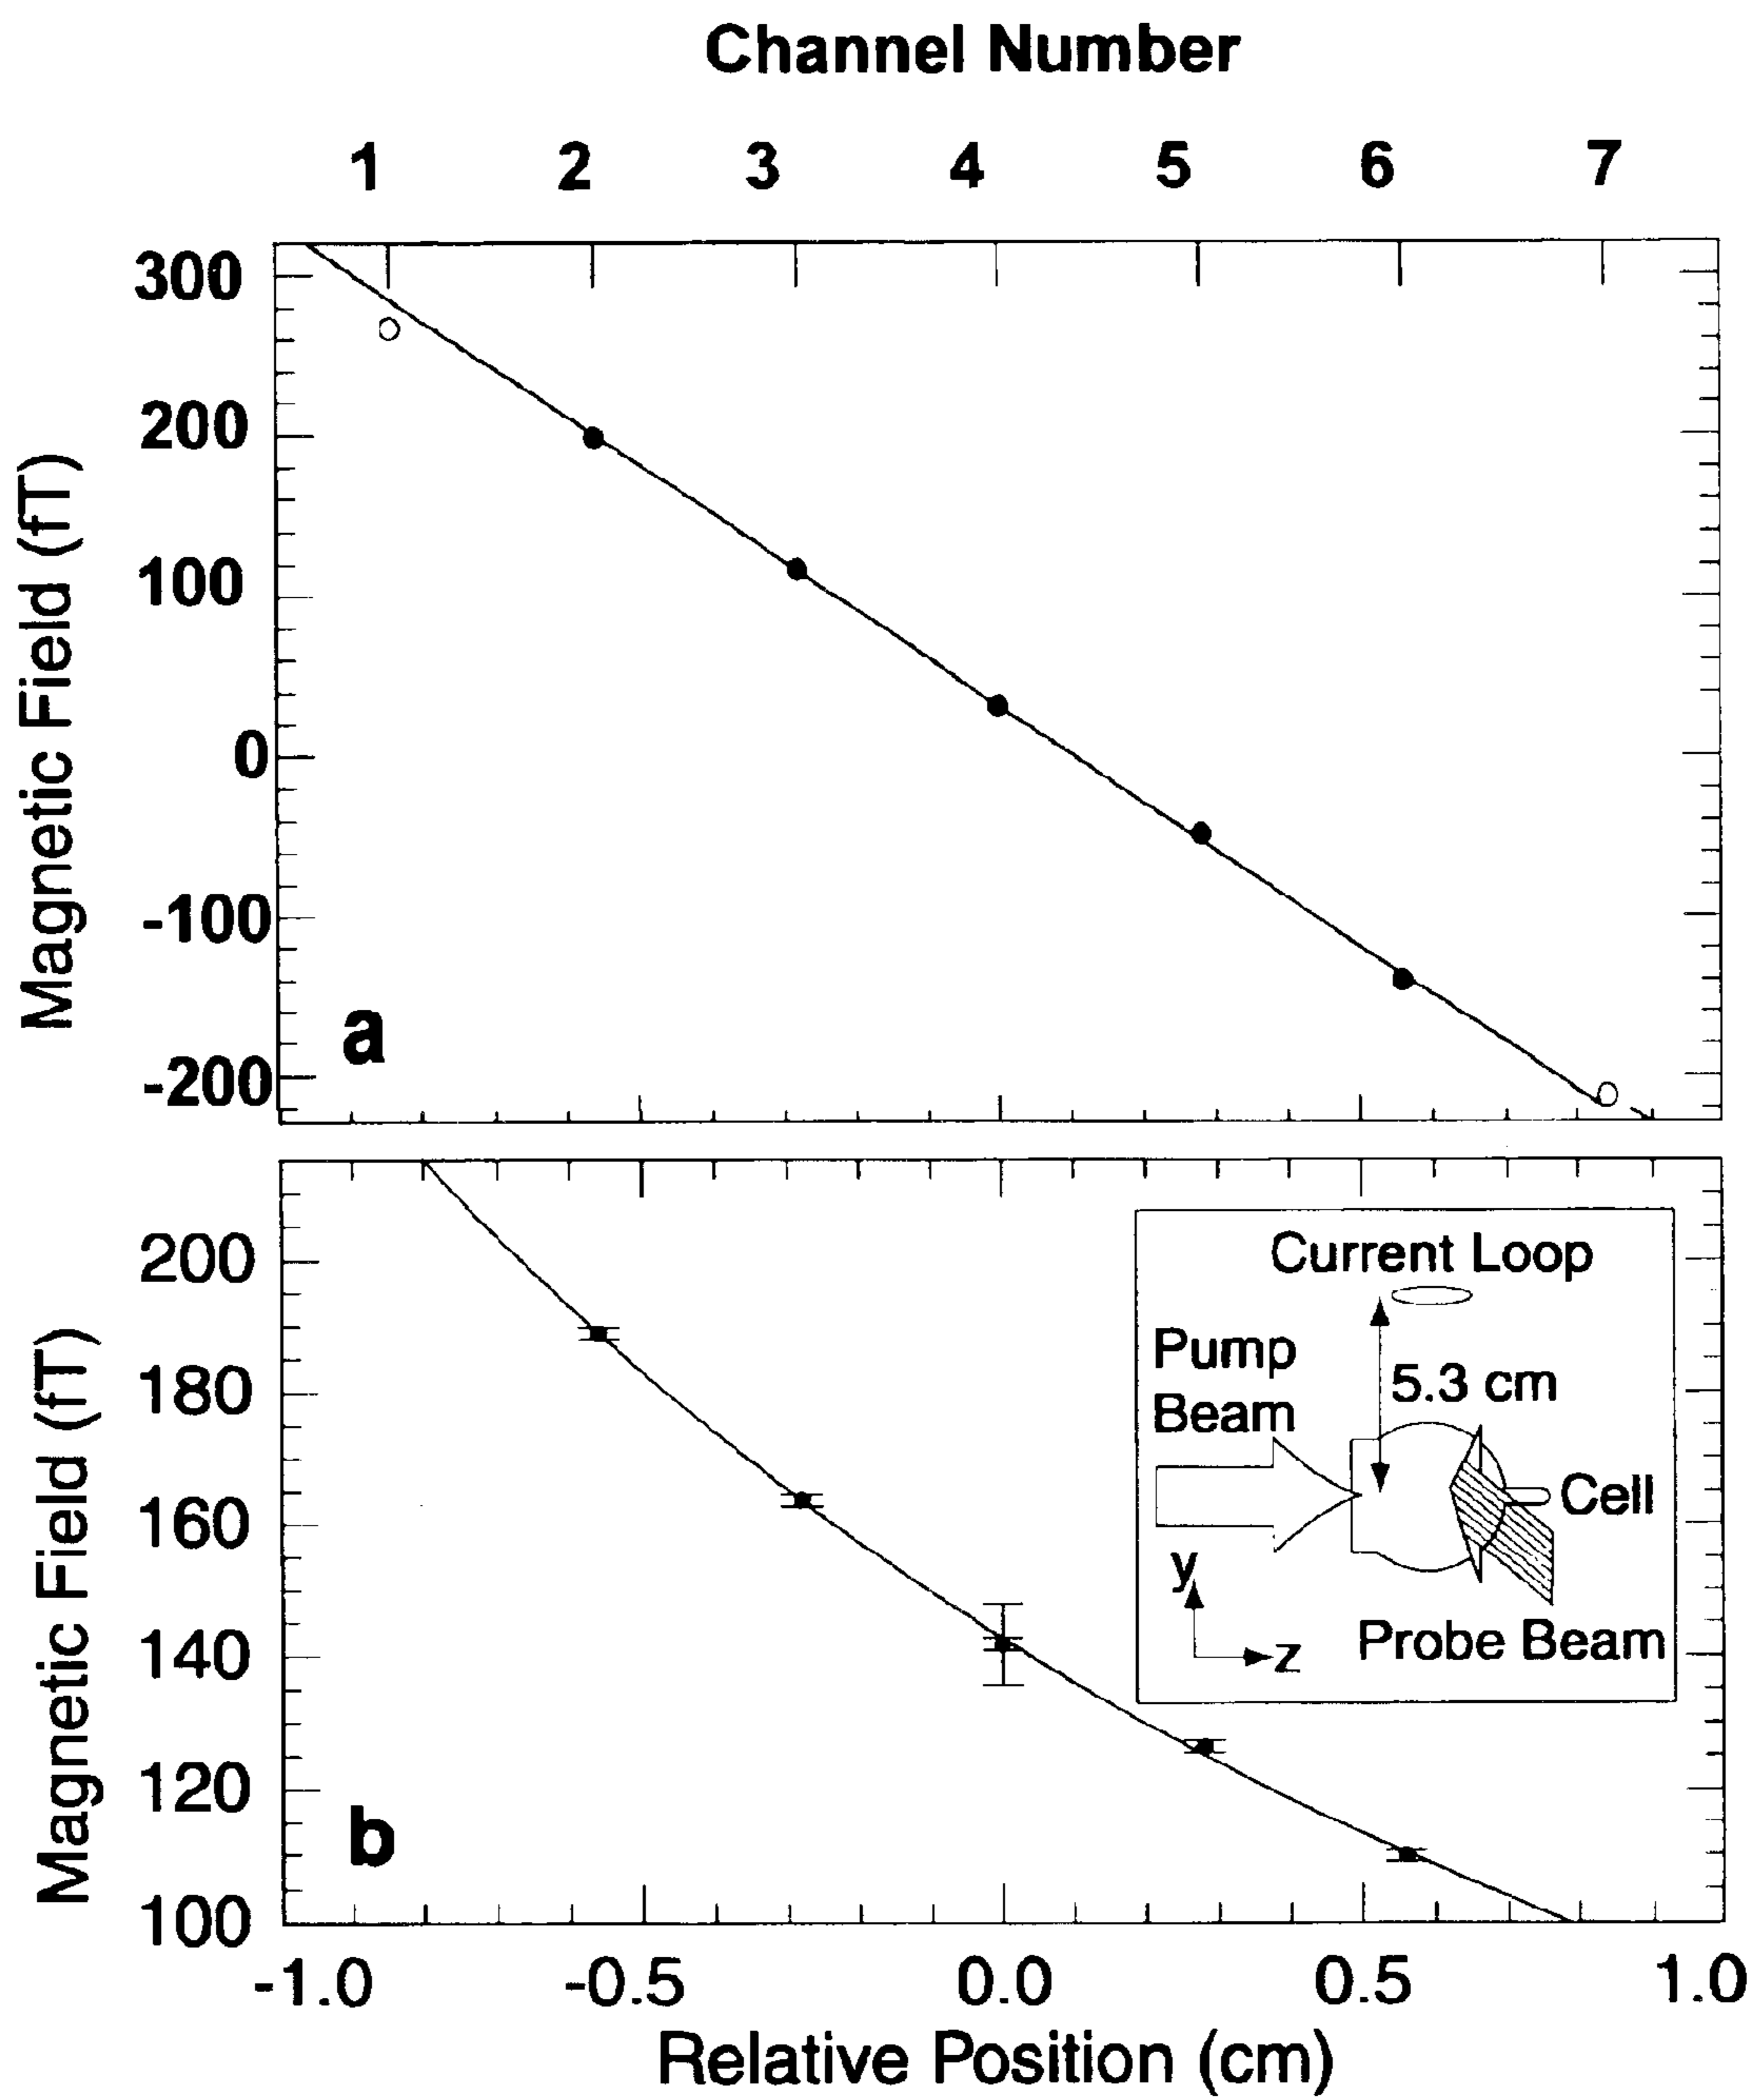 Channel Number
1 2 3 4 5 6 7
Magnetic Field (fT)
300
200
100
0
-100
-200
a
Magnetic Field (fT)
200
180
160
140
120
100
b
Current Loop
Pump
Beam
5.3 cm
Cell
y
z
Probe Beam
-1.0 -0.5 0.0 0.5 1.0
Relative Position (cm)